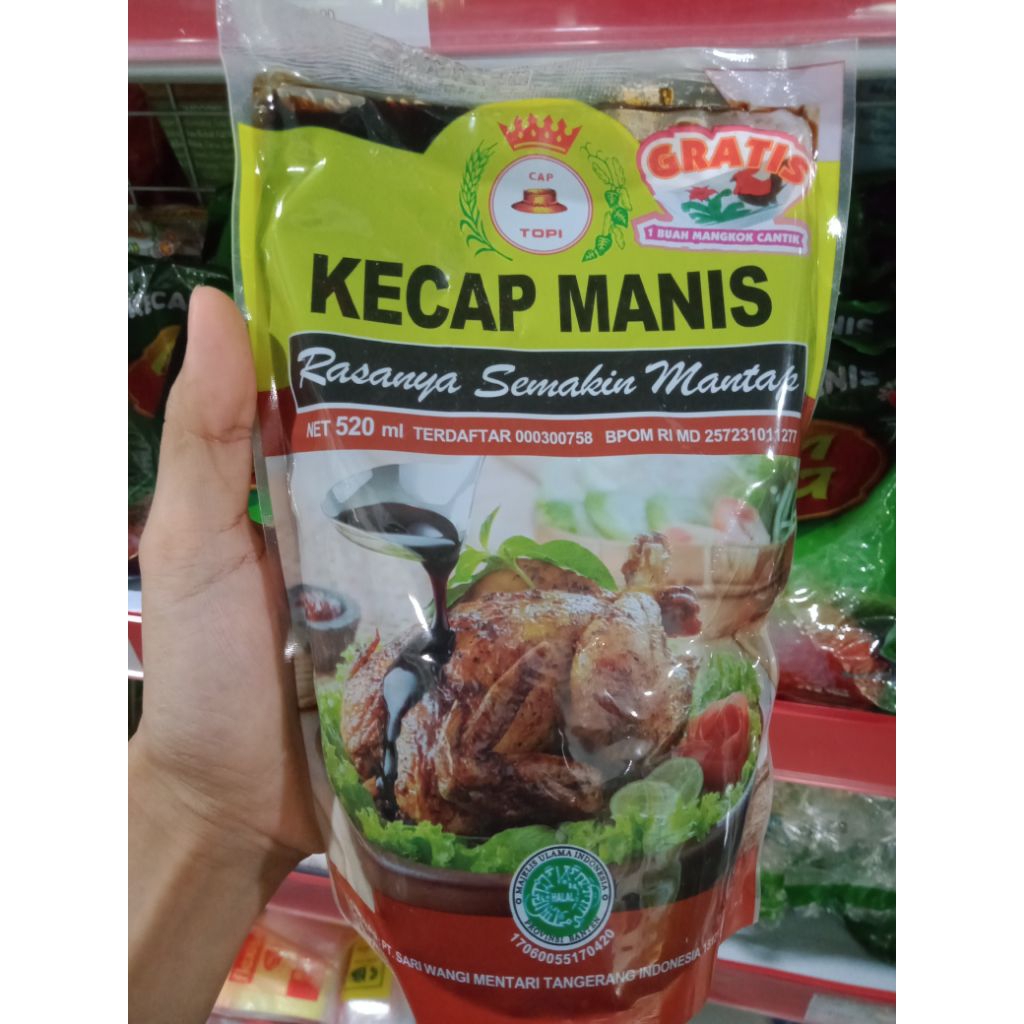 CAP
TOPI
GRATIS
1 BUAH MANGKOK CANTIK
KECAP MANIS
Rasanya Semakin Mantap
NET 520 ml TERDAFTAR 000300758 BPOM RI MD 257231011277
MAJELIS ULAMA INDONESIA
HALAL
PROVINSI BANTEN
17060055170420
PT. SARI WANGI MENTARI TANGERANG INDONESIA